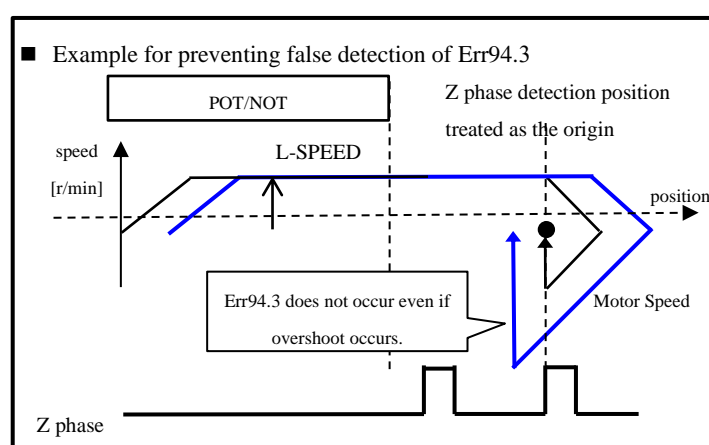 ■ Example for preventing false detection of Err94.3
POT/NOT
Z phase detection position
treated as the origin
speed
[r/min]
L-SPEED
position
Err94.3 does not occur even if
overshoot occurs.
Motor Speed
Z phase